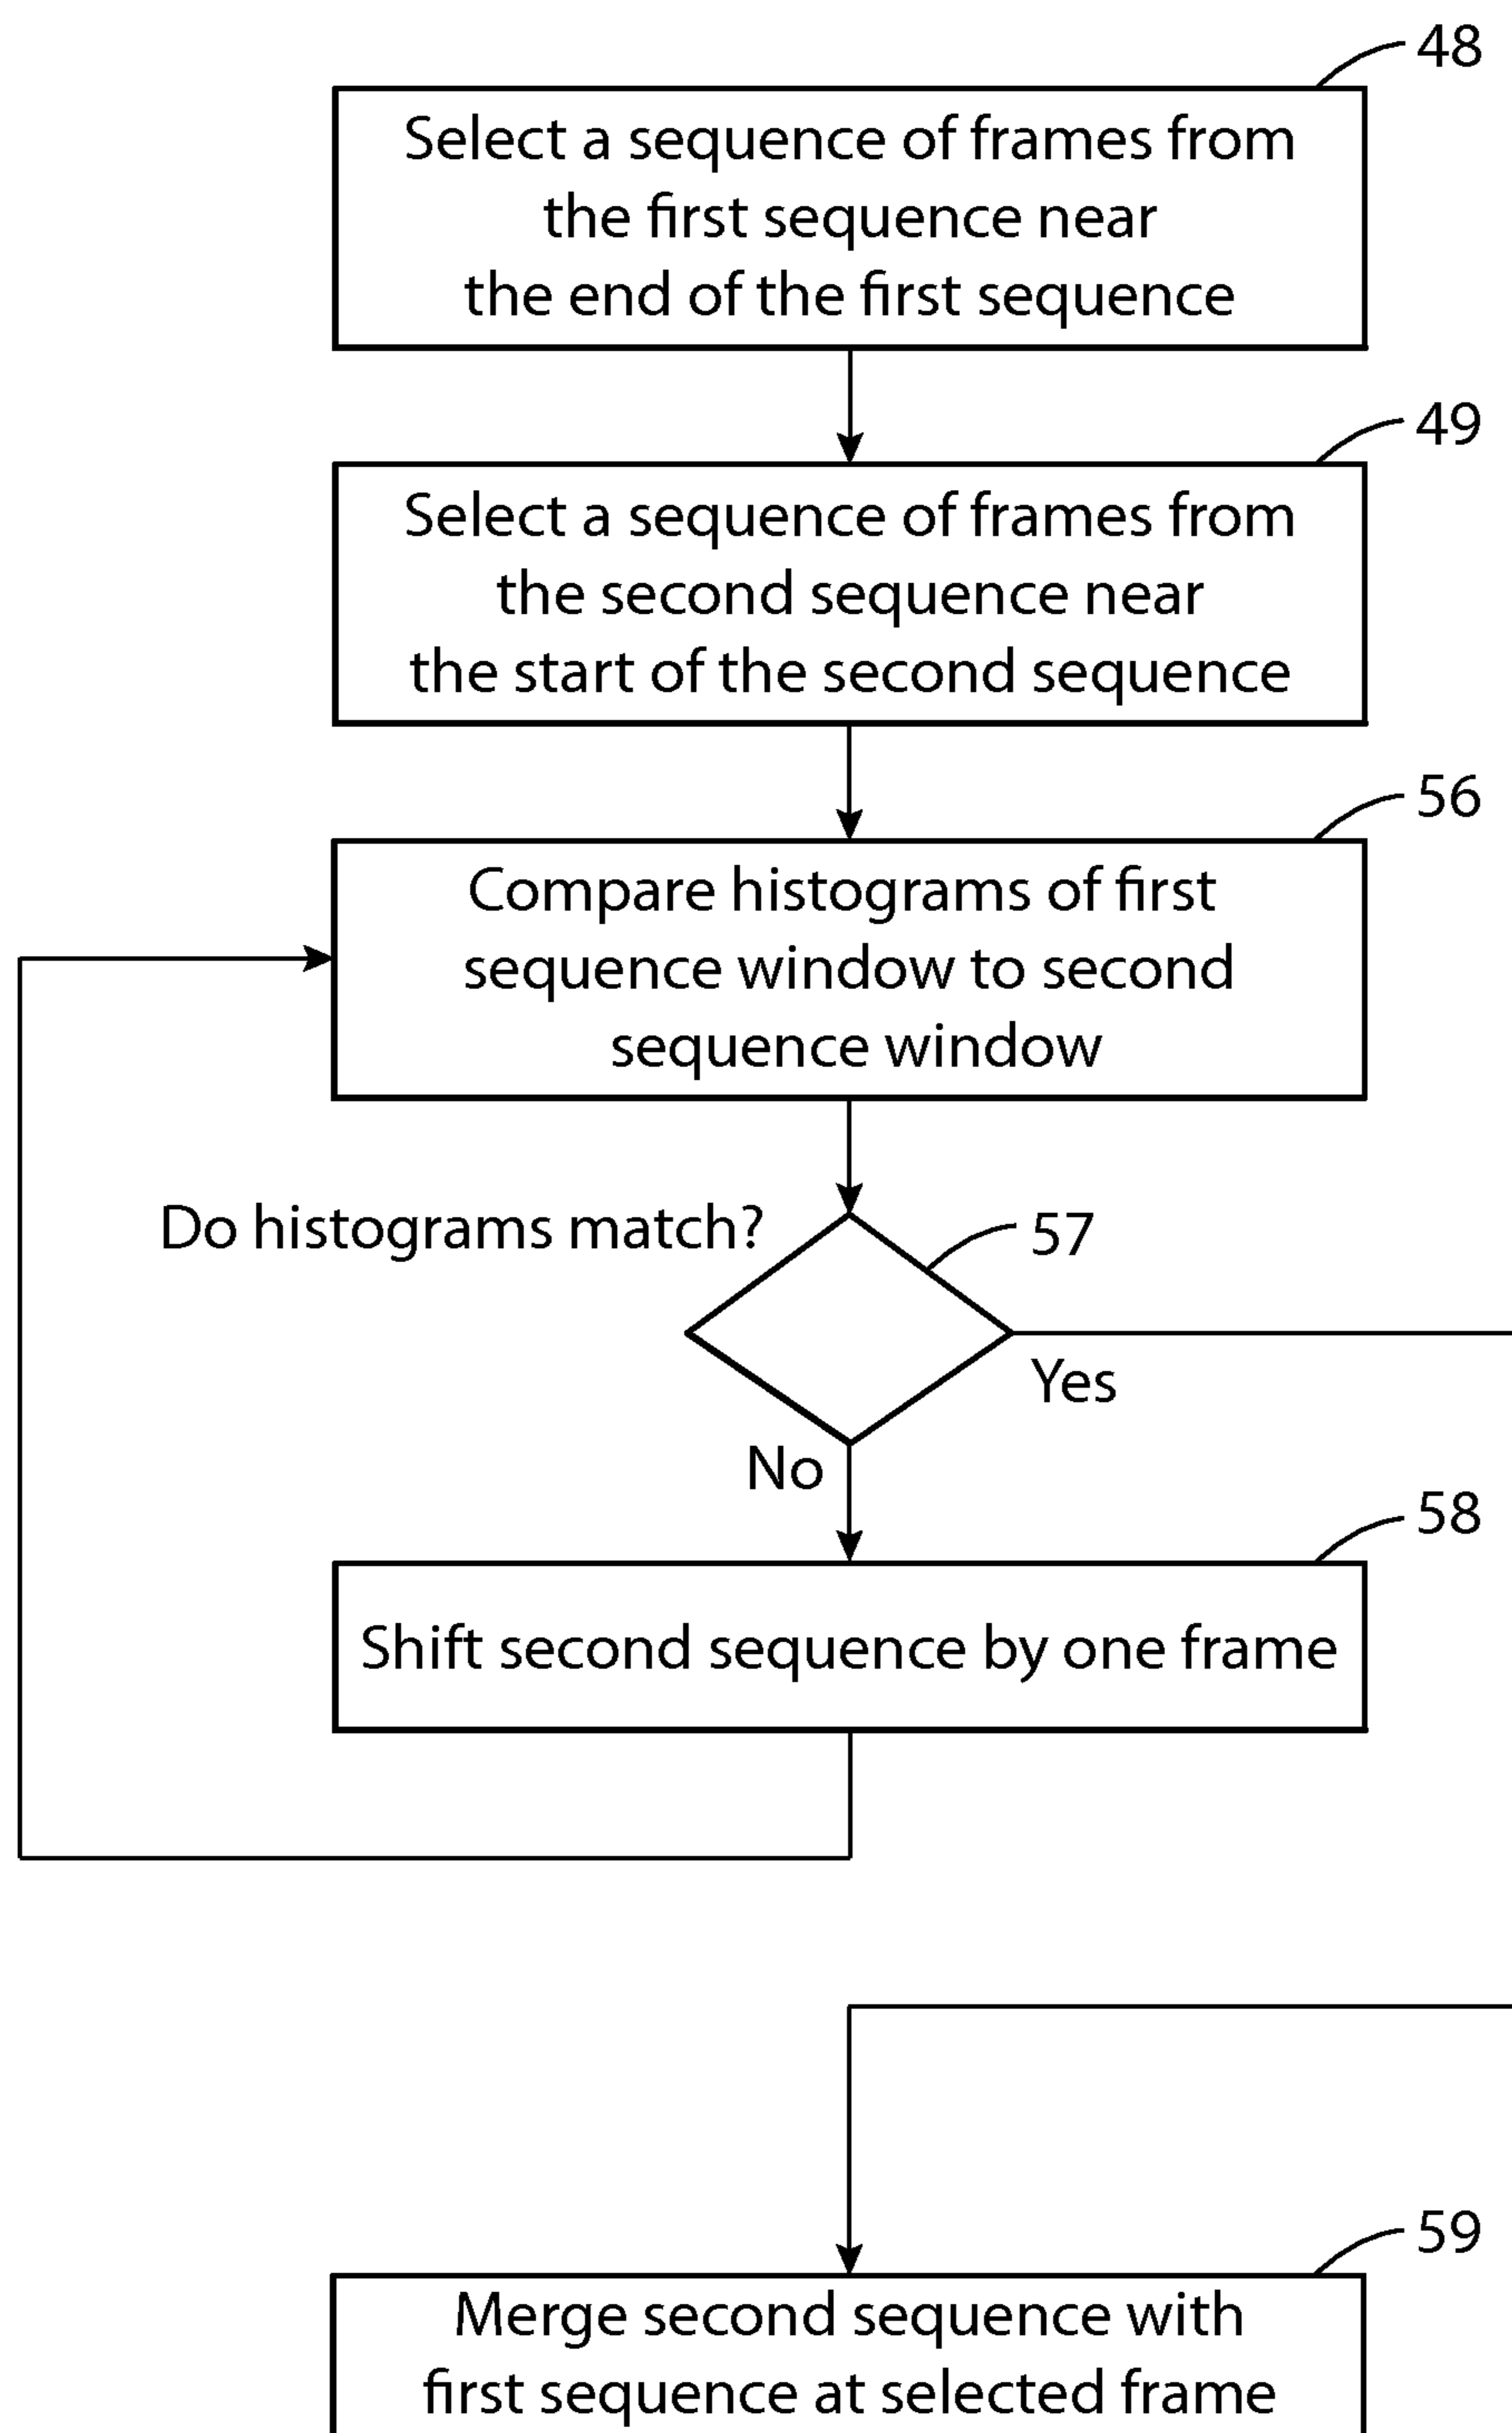 48
Select a sequence of frames from
the first sequence near
the end of the first sequence
49
Select a sequence of frames from
the second sequence near
the start of the second sequence
56
Compare histograms of first
sequence window to second
sequence window
Do histograms match?
57
Yes
No
58
Shift second sequence by one frame
59
Merge second sequence with
first sequence at selected frame